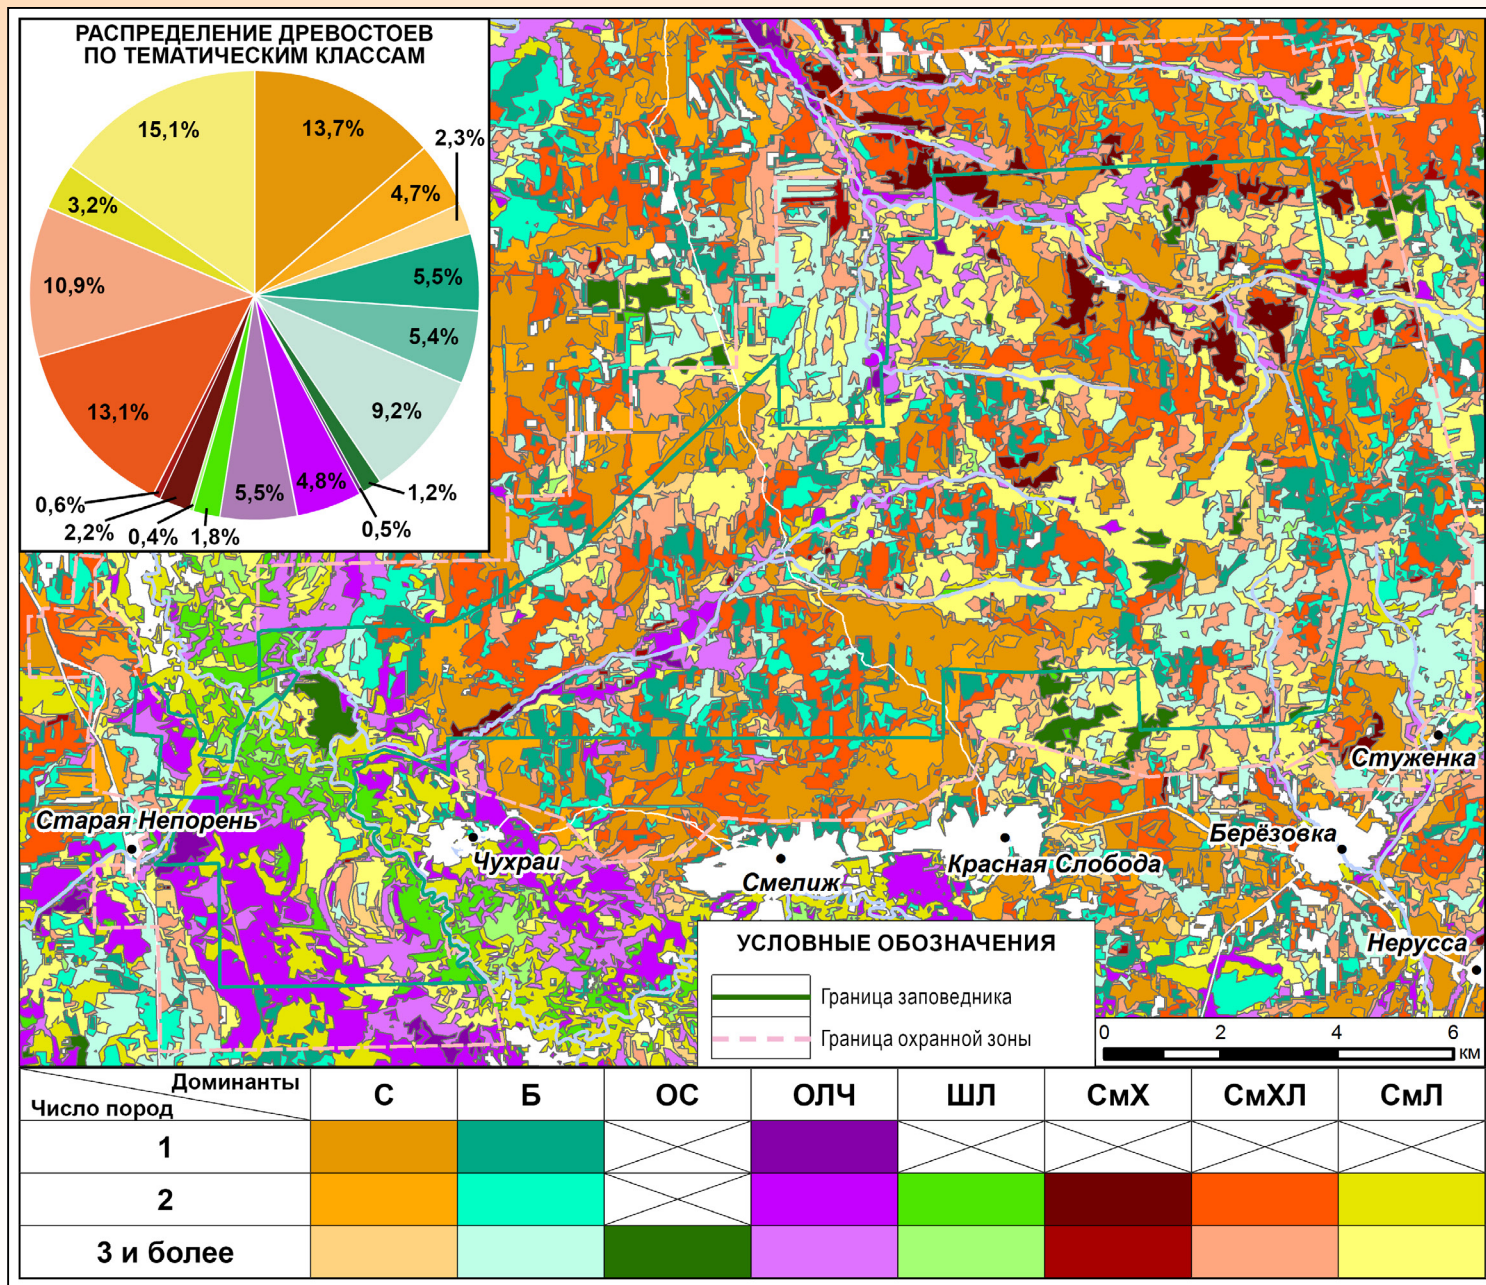 РАСПРЕДЕЛЕНИЕ ДРЕВОСТОЕВ
ПО ТЕМАТИЧЕСКИМ КЛАССАМ
15,1%
13,7%
2,3%
4,7%
3,2%
5,5%
10,9%
5,4%
9,2%
13,1%
1,2%
4,8%
5,5%
0,6%
2,2%
0,4%
1,8%
0,5%
Стуженка
Старая Непорень
Берёзовка
Чухраи
Красная Слобода
Смелиж
Нерусса
УСЛОВНЫЕ ОБОЗНАЧЕНИЯ
Граница заповедника
Граница охранной зоны
0 2 4 6
км
Доминанты
Число пород
С Б ОС ОЛЧ ШЛ СмХ СмХЛ СмЛ
1
2
3 и более